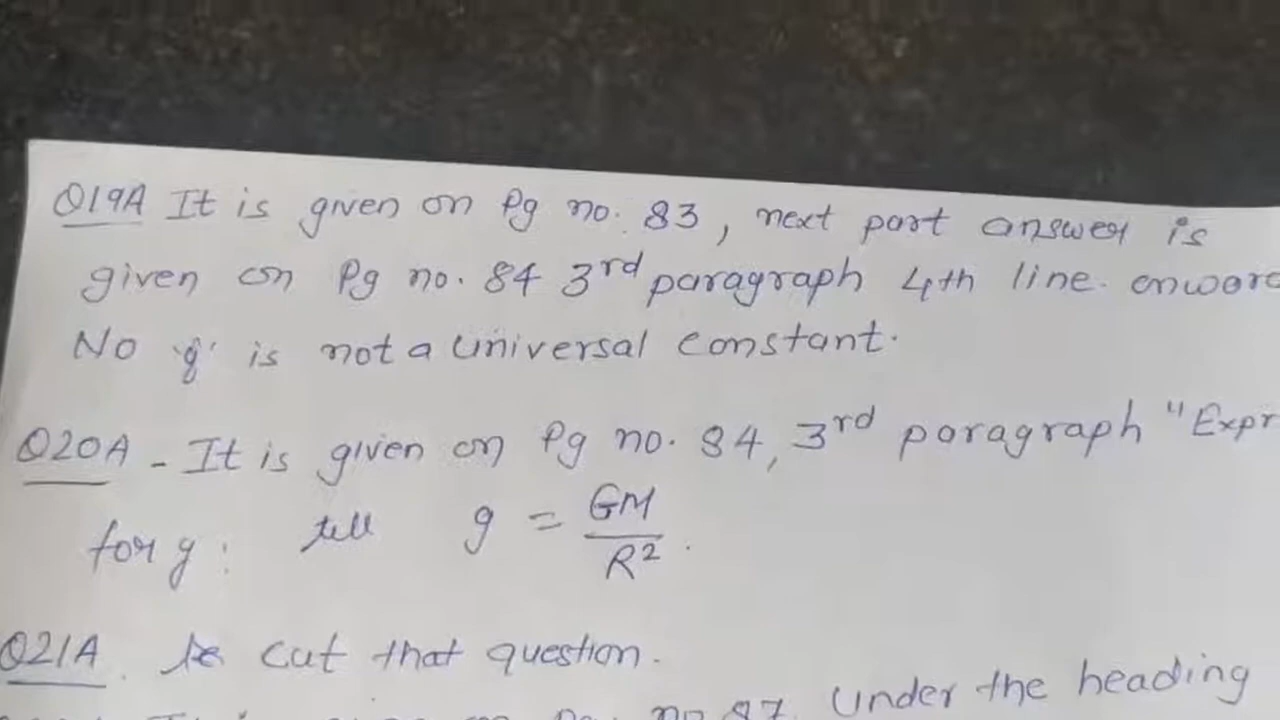 Q19A It is given on Pg no. 83, next part answer is
given on Pg no. 84 3rd paragraph 4th line. onward
No 'g' is not a universal constant.
Q20A - It is given on Pg no. 84, 3rd paragraph "Expr
for g: till g = GM/R².
Q21A. cut that question.
no 87. Under the heading